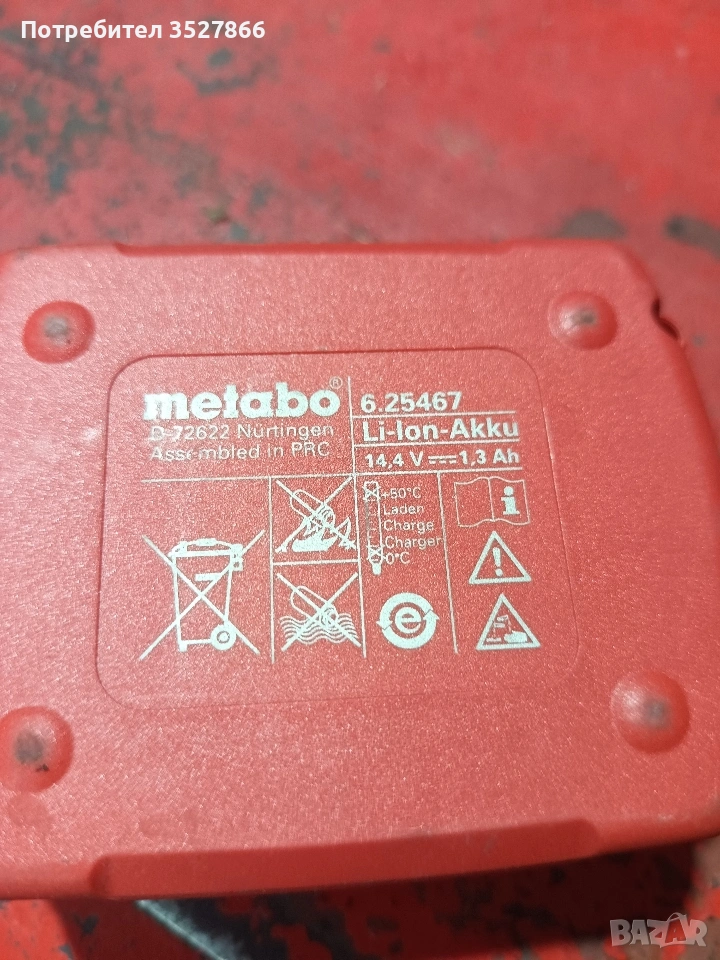 Потребител 3527866
metabo®
D-72622 Nürtingen
Assembled in PRC
6.25467
Li-Ion-Akku
14,4 V ⎓ 1,3 Ah
+50°C
Laden
Charge
Charger
0°C
BAZAR